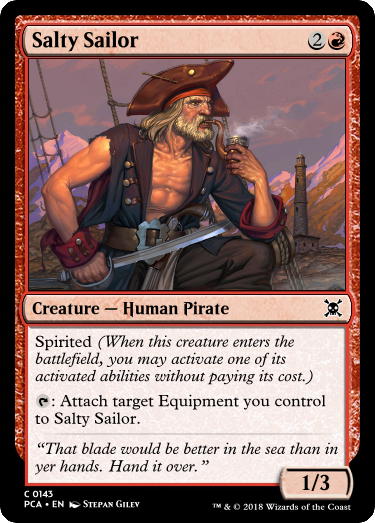 Salty Sailor 2
Creature — Human Pirate
Spirited (When this creature enters the
battlefield, you may activate one of its
activated abilities without paying its cost.)
: Attach target Equipment you control
to Salty Sailor.
“That blade would be better in the sea than in
yer hands. Hand it over.”
1/3
C 0143
PCA • EN Stepan Gilev
™ & © 2018 Wizards of the Coast